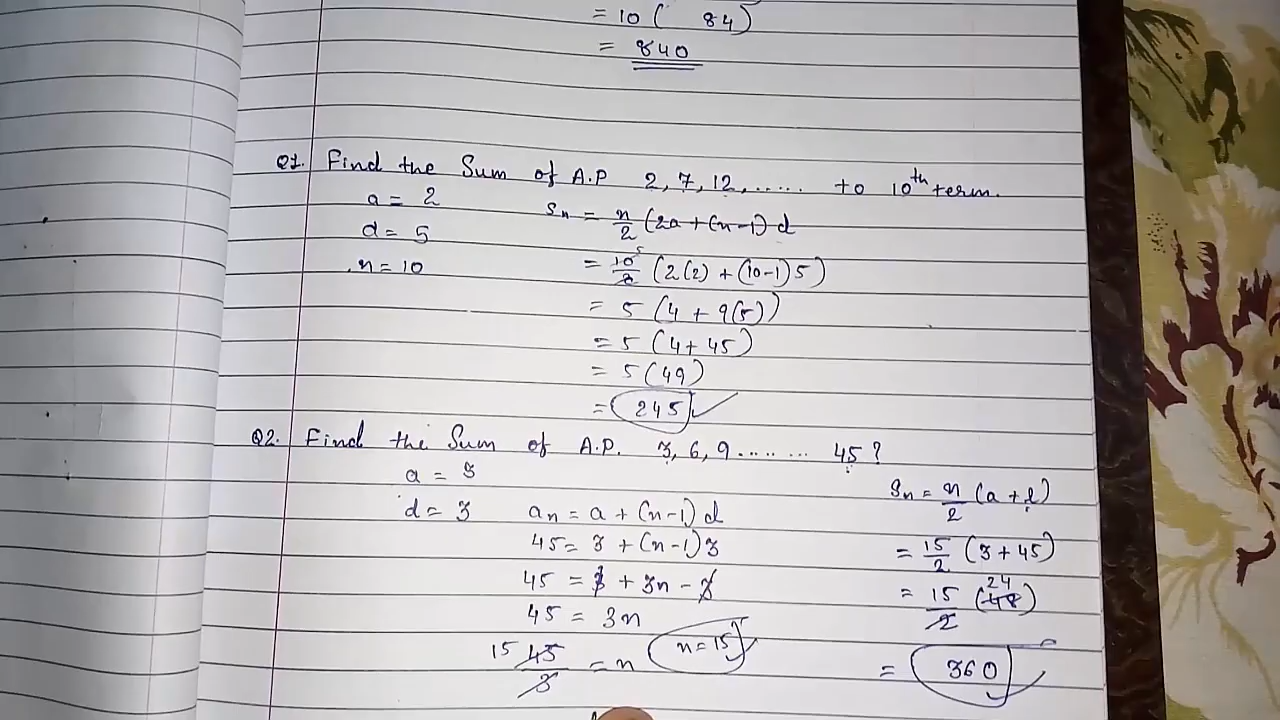 = 10 ( 84)
= 840
Q1. Find the Sum of A.P 2, 7, 12, ...... to 10th term.
a = 2
d = 5
n = 10
Sn = n/2 (2a + (n-1) d
= 10/2 5 (2(2) + (10-1) 5)
= 5 (4 + 9(5))
= 5 (4 + 45)
= 5 (49)
= 245
Q2. Find the Sum of A.P. 3, 6, 9 ........ 45 ?
a = 3
d = 3
an = a + (n-1) d
45 = 3 + (n-1) 3
45 = 3 + 3n - 3
45 = 3n
15 45/3 = n
n = 15
Sn = n/2 (a + l)
= 15/2 (3 + 45)
= 15/2 (48) 24
= 360